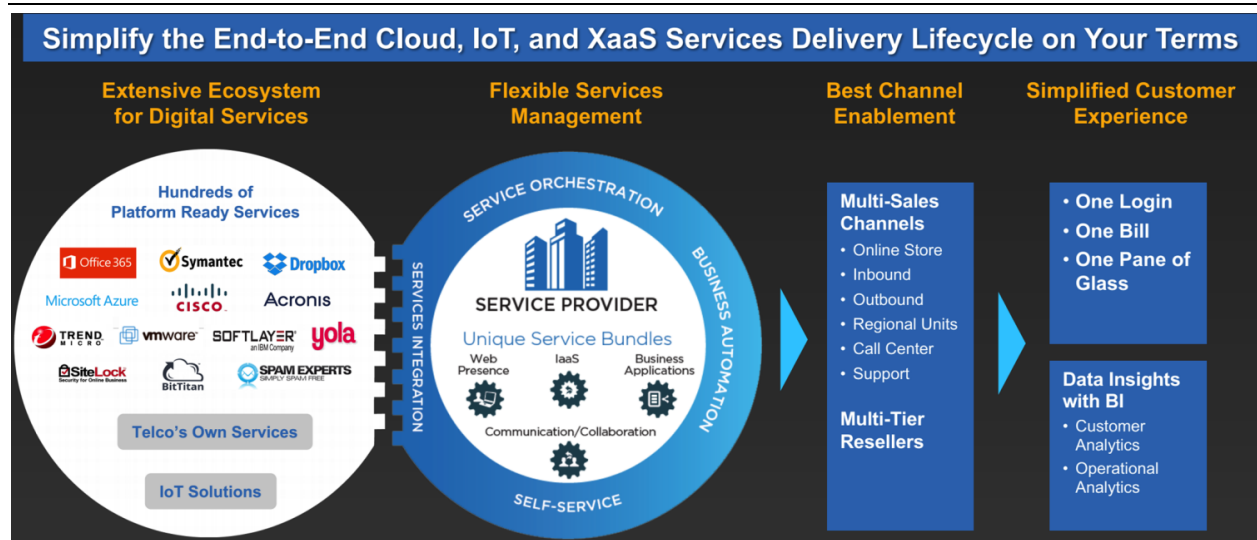 Simplify the End-to-End Cloud, IoT, and XaaS Services Delivery Lifecycle on Your Terms
Extensive Ecosystem
for Digital Services
Hundreds of
Platform Ready Services
Office 365
Symantec
Dropbox
Microsoft Azure
CISCO
Acronis
TREND
MICRO
vmware
SOFTLAYER
an IBM Company
yola
SiteLock
Security for Online Business
BitTitan
SPAM EXPERTS
SIMPLY SPAM FREE
Telco's Own Services
IoT Solutions
Flexible Services
Management
SERVICES INTEGRATION
SERVICE ORCHESTRATION
BUSINESS AUTOMATION
SELF-SERVICE
SERVICE PROVIDER
Unique Service Bundles
Web
Presence
IaaS
Business
Applications
Communication/Collaboration
Best Channel
Enablement
Multi-Sales
Channels
• Online Store
• Inbound
• Outbound
• Regional Units
• Call Center
• Support
Multi-Tier
Resellers
Simplified Customer
Experience
• One Login
• One Bill
• One Pane of
Glass
Data Insights
with BI
• Customer
Analytics
• Operational
Analytics